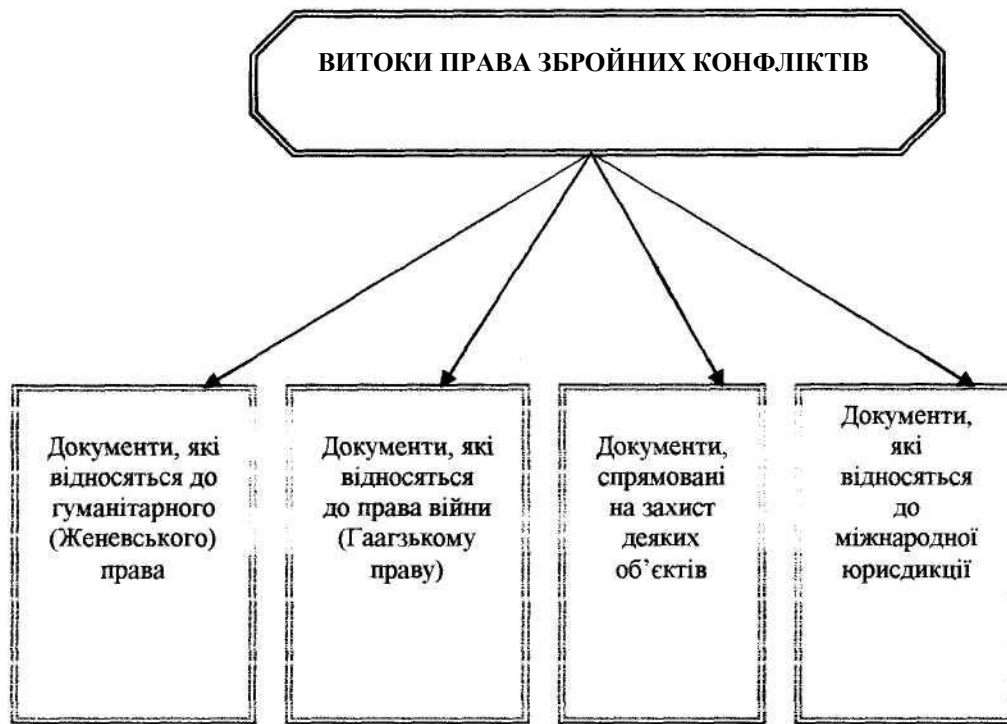 ВИТОКИ ПРАВА ЗБРОЙНИХ КОНФЛІКТІВ
Документи, які
відносяться до
гуманітарного
(Женевського)
права
Документи, які
відносяться
до права війни
(Гаагзькому
праву)
Документи,
спрямовані
на захист
деяких
об’єктів
Документи,
які
відносяться
до
міжнародної
юрисдикції